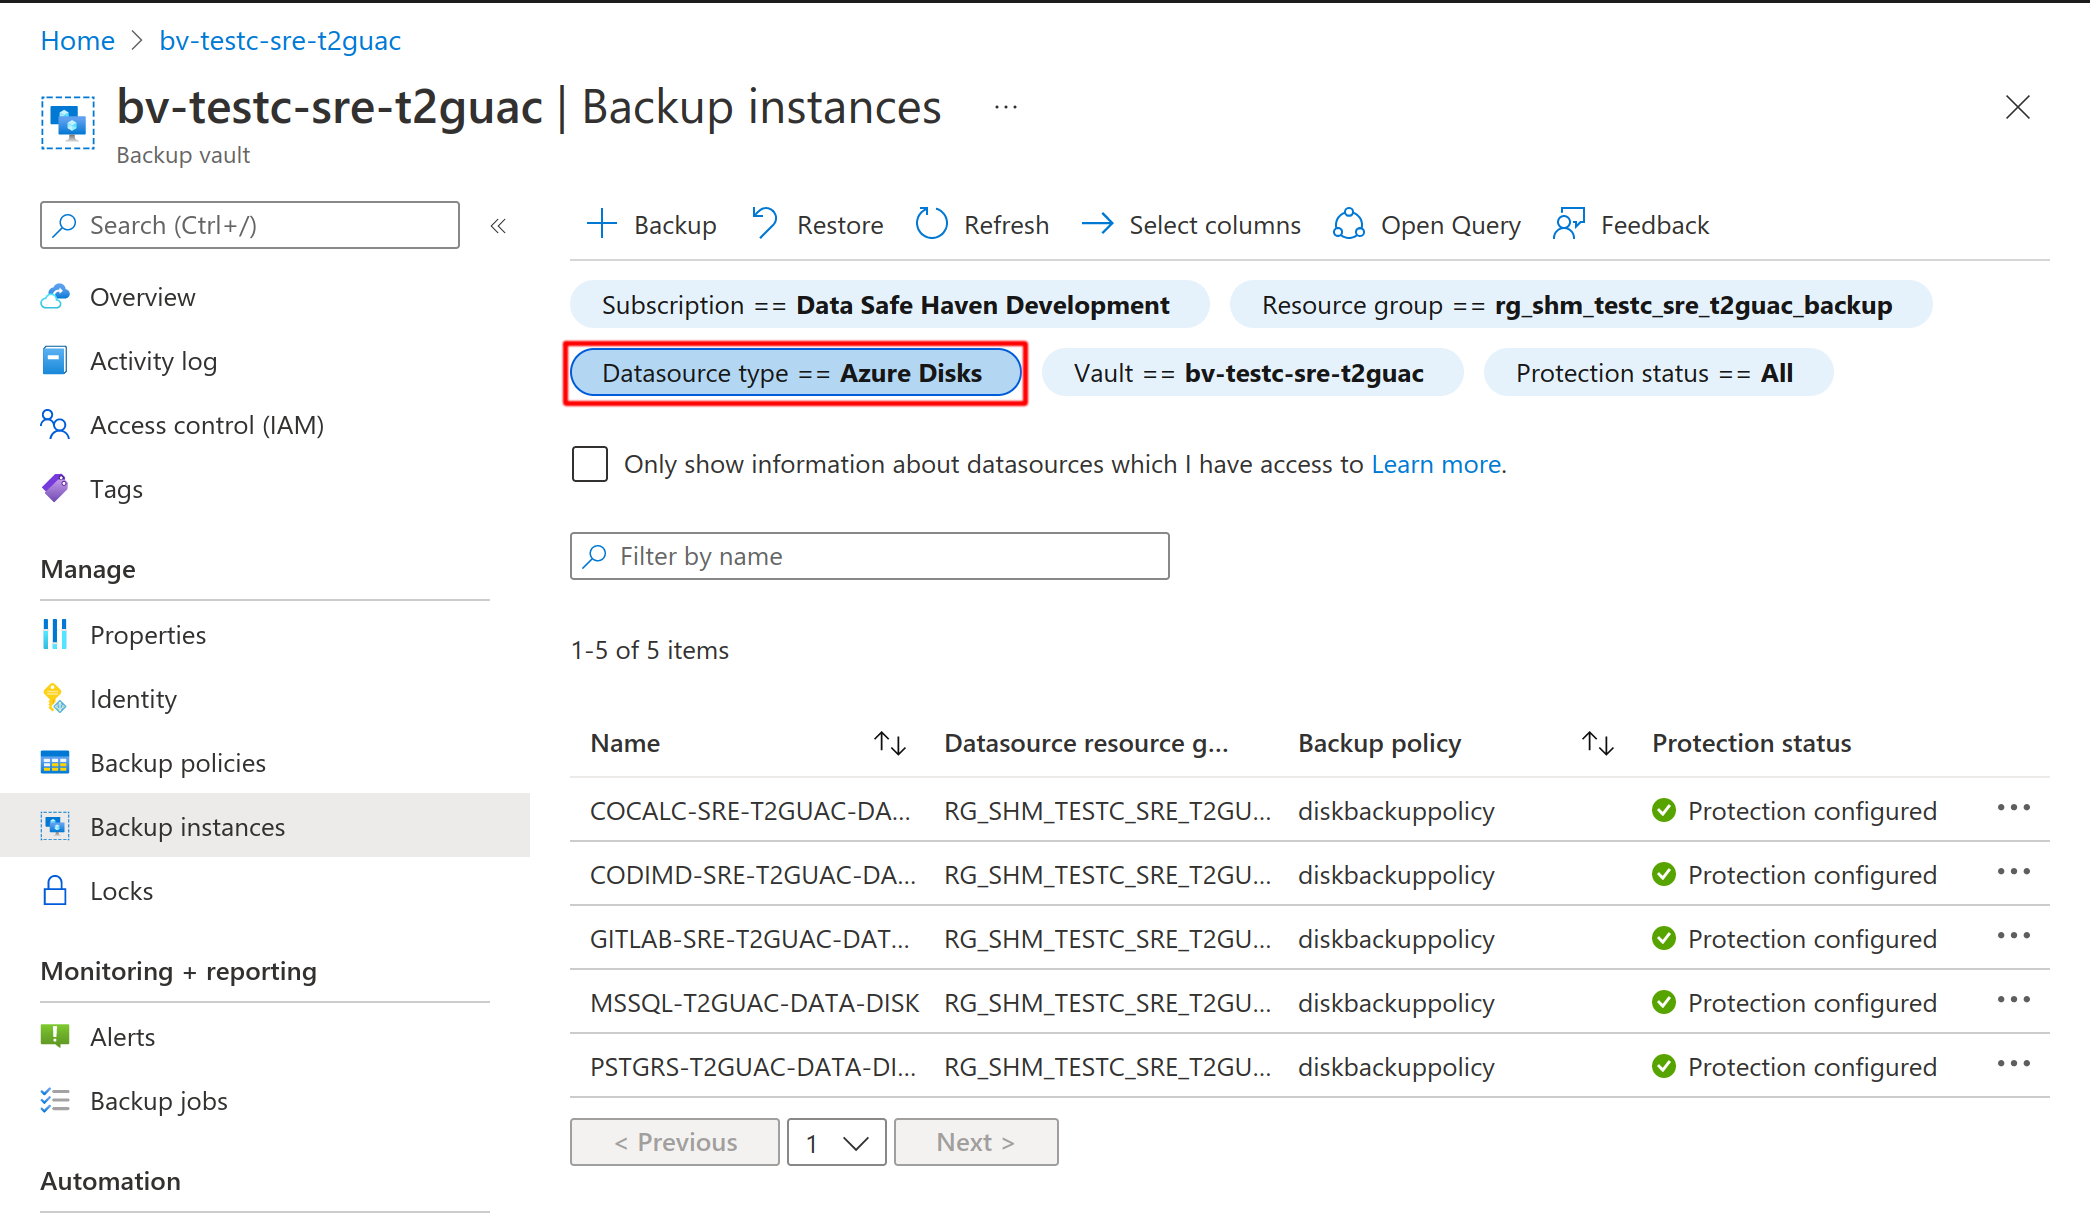 Home > bv-testc-sre-t2guac
bv-testc-sre-t2guac | Backup instances ...
Backup vault
Search (Ctrl+/)
«
Overview
Activity log
Access control (IAM)
Tags
Manage
Properties
Identity
Backup policies
Backup instances
Locks
Monitoring + reporting
Alerts
Backup jobs
Automation
Backup Restore Refresh Select columns Open Query Feedback
Subscription == Data Safe Haven Development Resource group == rg_shm_testc_sre_t2guac_backup
Datasource type == Azure Disks Vault == bv-testc-sre-t2guac Protection status == All
Only show information about datasources which I have access to Learn more.
Filter by name
1-5 of 5 items
Name Datasource resource g... Backup policy Protection status
COCALC-SRE-T2GUAC-DA... RG_SHM_TESTC_SRE_T2GU... diskbackuppolicy Protection configured ...
CODIMD-SRE-T2GUAC-DA... RG_SHM_TESTC_SRE_T2GU... diskbackuppolicy Protection configured ...
GITLAB-SRE-T2GUAC-DAT... RG_SHM_TESTC_SRE_T2GU... diskbackuppolicy Protection configured ...
MSSQL-T2GUAC-DATA-DISK RG_SHM_TESTC_SRE_T2GU... diskbackuppolicy Protection configured ...
PSTGRS-T2GUAC-DATA-DI... RG_SHM_TESTC_SRE_T2GU... diskbackuppolicy Protection configured ...
< Previous 1 Next >